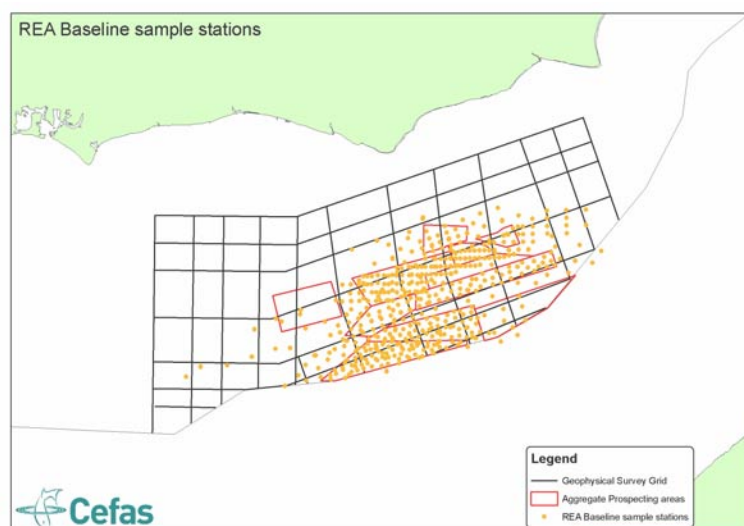 REA Baseline sample stations
Legend
Geophysical Survey Grid
Aggregate Prospecting areas
REA Baseline sample stations
Cefas